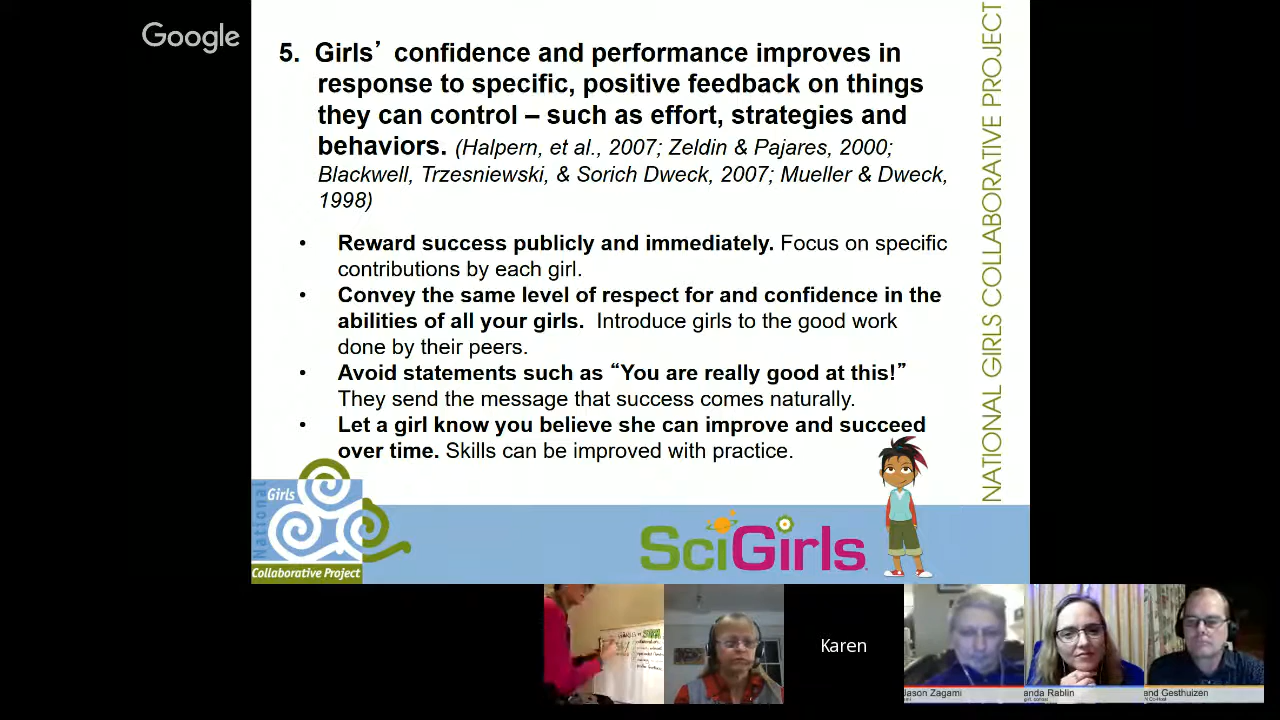 Google
5. Girls’ confidence and performance improves in
response to specific, positive feedback on things
they can control – such as effort, strategies and
behaviors. (Halpern, et al., 2007; Zeldin & Pajares, 2000;
Blackwell, Trzesniewski, & Sorich Dweck, 2007; Mueller & Dweck,
1998)
• Reward success publicly and immediately. Focus on specific
contributions by each girl.
• Convey the same level of respect for and confidence in the
abilities of all your girls. Introduce girls to the good work
done by their peers.
• Avoid statements such as “You are really good at this!”
They send the message that success comes naturally.
• Let a girl know you believe she can improve and succeed
over time. Skills can be improved with practice.
NATIONAL GIRLS COLLABORATIVE PROJECT
National
Girls
Collaborative Project
SciGirls
Karen
Jason Zagami
anda Rablin
and Gesthuizen